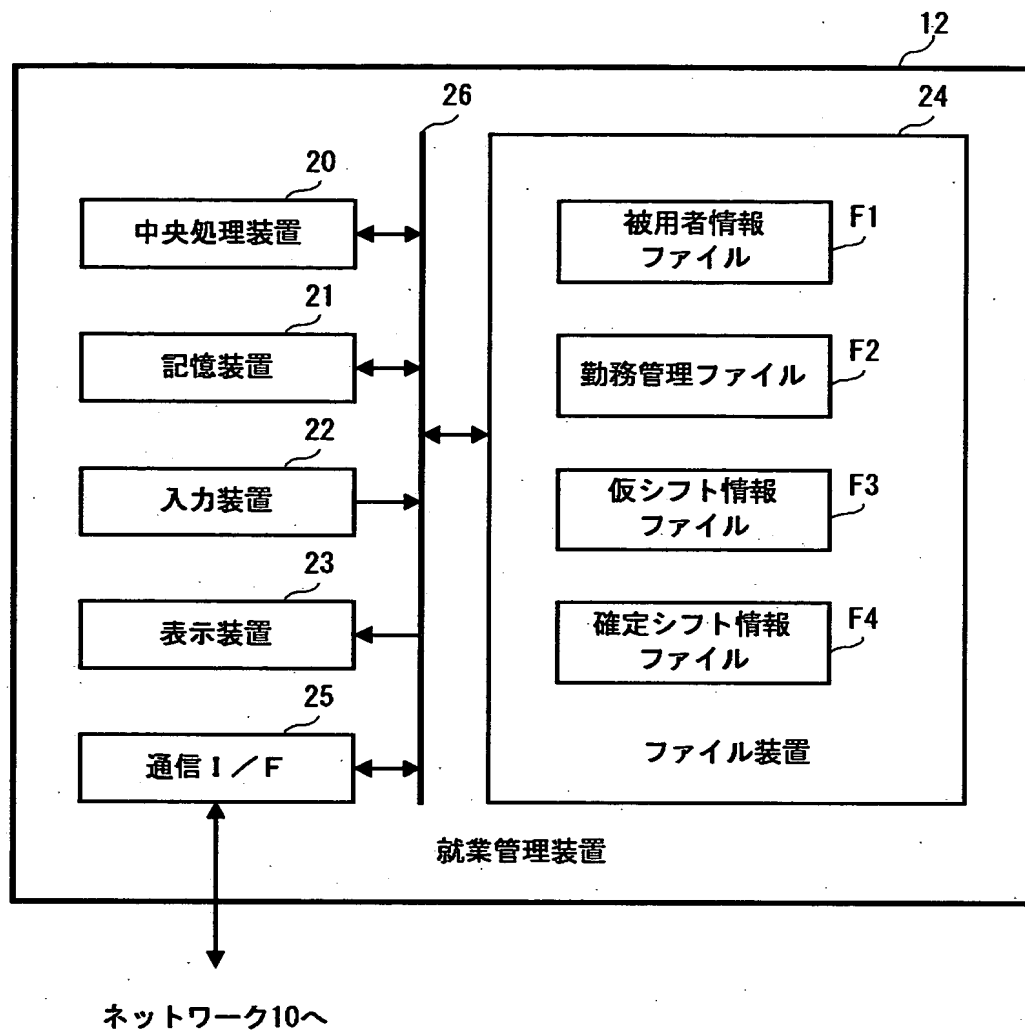 12
26
24
20
中央処理装置
被用者情報
ファイル
F1
21
記憶装置
勤務管理ファイル
F2
22
入力装置
仮シフト情報
ファイル
F3
23
表示装置
確定シフト情報
ファイル
F4
25
通信I/F
ファイル装置
就業管理装置
ネットワーク10へ